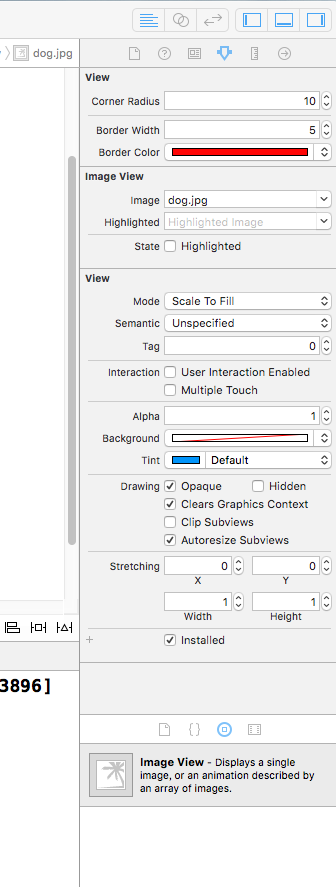 dog.jpg
View
Corner Radius 10
Border Width 5
Border Color
Image View
Image dog.jpg
Highlighted Highlighted Image
State Highlighted
View
Mode Scale To Fill
Semantic Unspecified
Tag 0
Interaction User Interaction Enabled
Multiple Touch
Alpha 1
Background
Tint Default
Drawing Opaque Hidden
Clears Graphics Context
Clip Subviews
Autoresize Subviews
Stretching 0 0
X Y
1 1
Width Height
+ Installed
3896]
{ }
Image View - Displays a single
image, or an animation described by
an array of images.